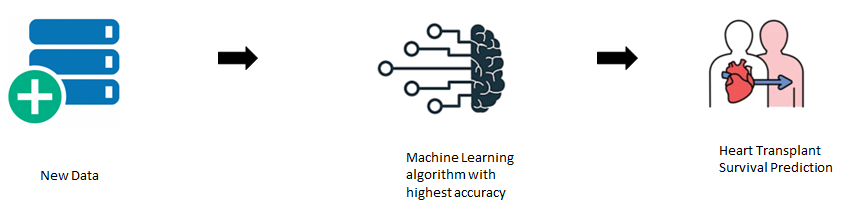 New Data
Machine Learning
algorithm with
highest accuracy
Heart Transplant
Survival Prediction